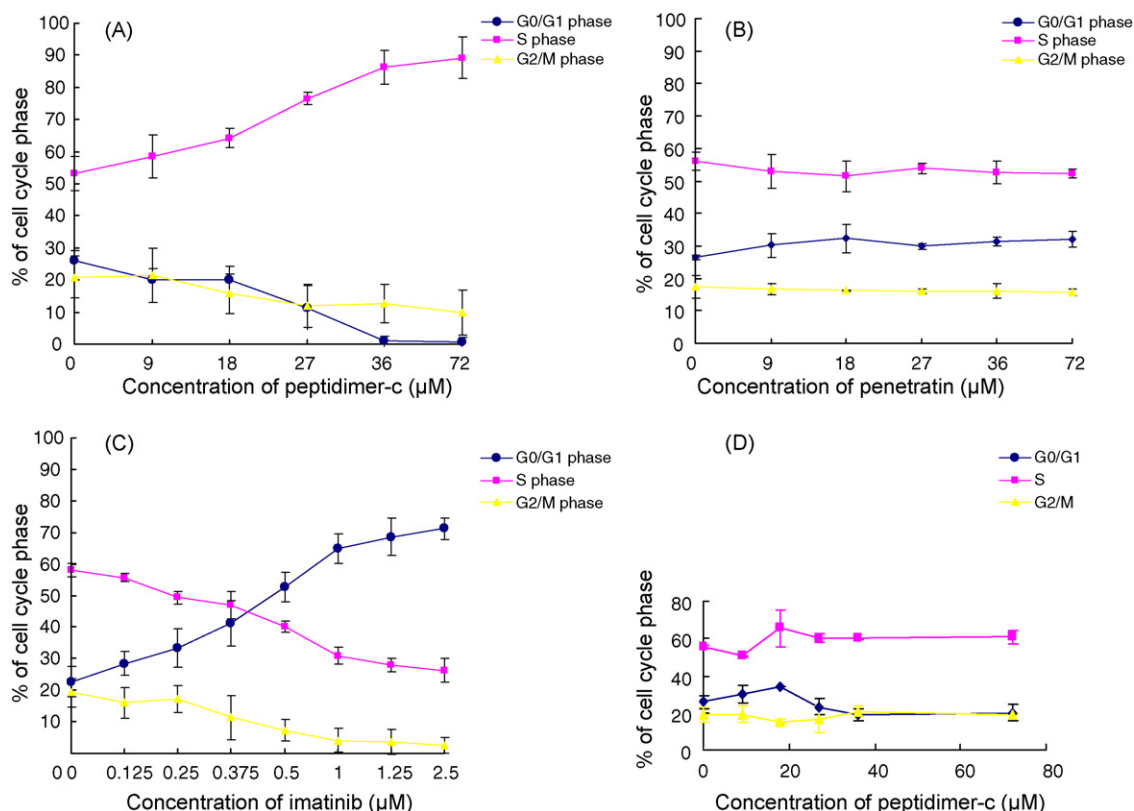 (A)
G0/G1 phase
S phase
G2/M phase
% of cell cycle phase
100
90
80
70
60
50
40
30
20
10
0
0 9 18 27 36 72
Concentration of peptidimer-c (µM)
(B)
G0/G1 phase
S phase
G2/M phase
% of cell cycle phase
100
90
80
70
60
50
40
30
20
10
0
0 9 18 27 36 72
Concentration of penetratin (µM)
(C)
G0/G1 phase
S phase
G2/M phase
% of cell cycle phase
100
90
80
70
60
50
40
30
20
10
0 0 0.125 0.25 0.375 0.5 1 1.25 2.5
Concentration of imatinib (µM)
(D)
G0/G1
S
G2/M
% of cell cycle phase
80
60
40
20
0
0 20 40 60 80
Concentration of peptidimer-c (µM)